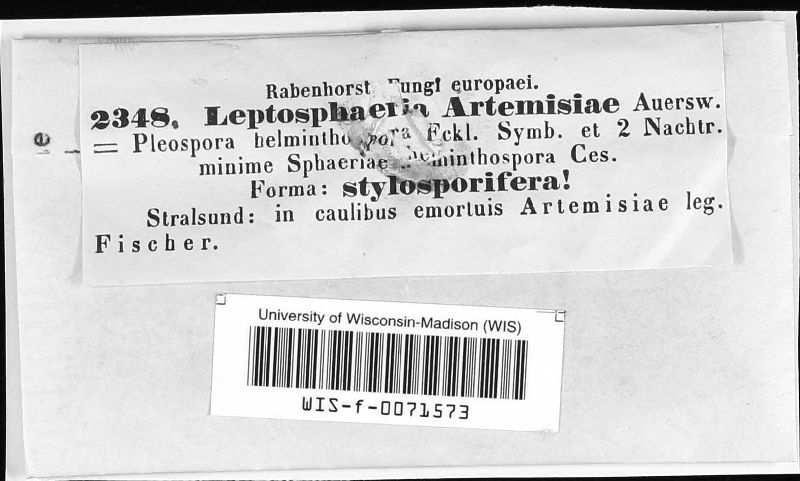 Rabenhorst, Fungi europaei.
2348. Leptosphaeria Artemisiae Auersw.
= Pleospora helminthospora Fckl. Symb. et 2 Nachtr.
minime Sphaeriae helminthospora Ces.
Forma: stylosporifera!
Stralsund: in caulibus emortuis Artemisiae leg.
Fischer.
University of Wisconsin-Madison (WIS)
WIS-f-0071573